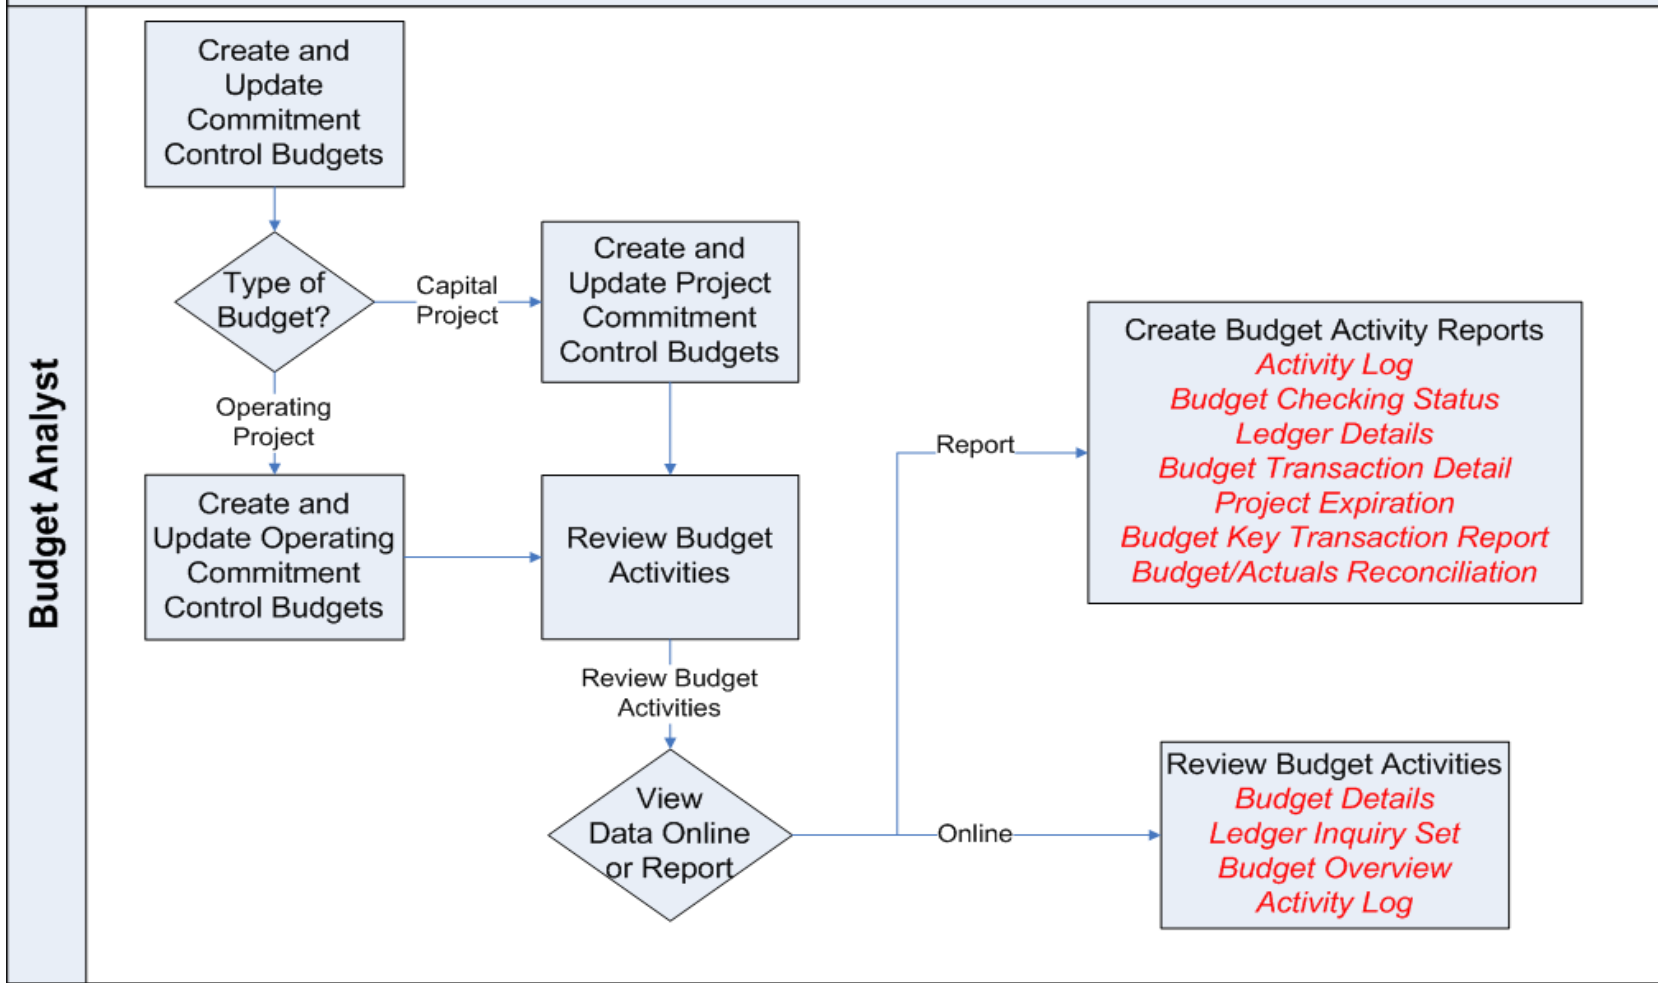 Budget Analyst
Create and
Update
Commitment
Control Budgets
Type of
Budget?
Capital
Project
Create and
Update Project
Commitment
Control Budgets
Operating
Project
Create and
Update Operating
Commitment
Control Budgets
Review Budget
Activities
Review Budget
Activities
View
Data Online
or Report
Report
Create Budget Activity Reports
Activity Log
Budget Checking Status
Ledger Details
Budget Transaction Detail
Project Expiration
Budget Key Transaction Report
Budget/Actuals Reconciliation
Online
Review Budget Activities
Budget Details
Ledger Inquiry Set
Budget Overview
Activity Log